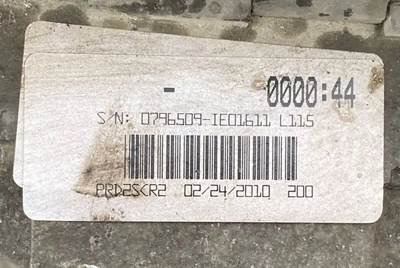 - 0000:44
S/N: 0796509-IE01611 L115
PRD2SCR2 02/24/2010 200